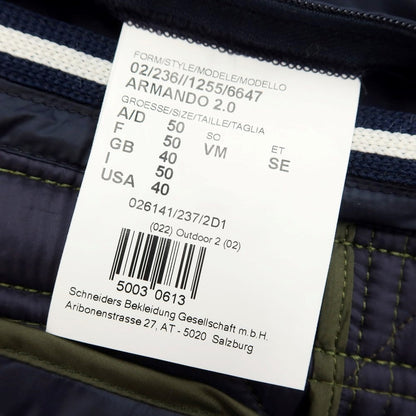 FORM/STYLE/MODELE/MODELLO
02/236//1255/6647
ARMANDO 2.0
GROESSE/SIZE/TAILLE/TAGLIA
A/D 50 SO ET
F 50 VM SE
GB 40
I 50
USA 40
026141/237/2D1
(022) Outdoor 2 (02)
5003 0613
Schneiders Bekleidung Gesellschaft m.b.H.
Aribonenstrasse 27, AT - 5020 Salzburg